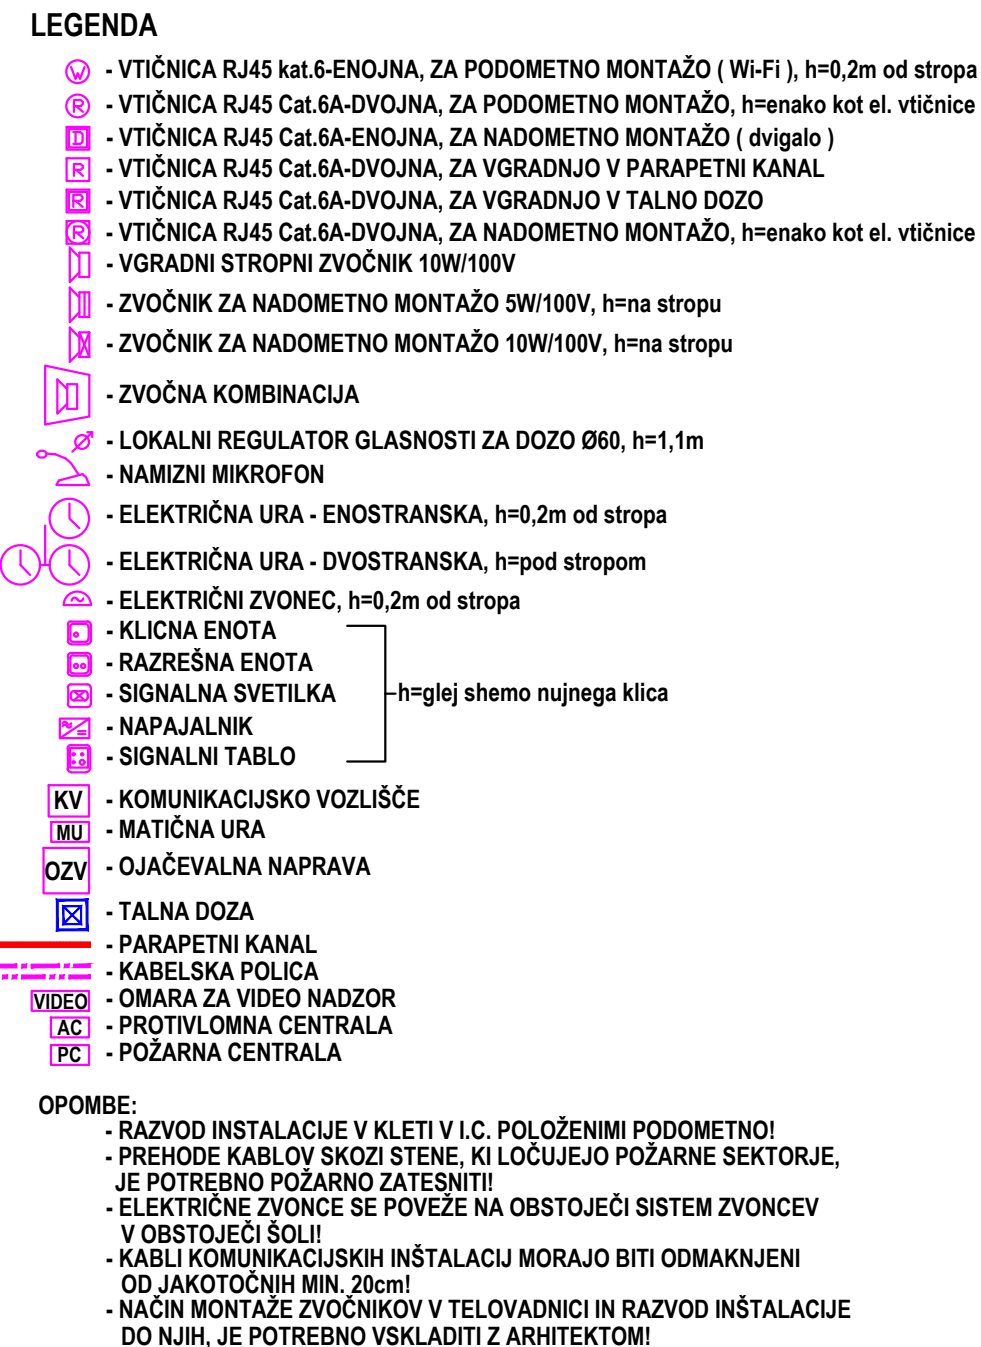 LEGENDA
W - VTIČNICA RJ45 kat.6-ENOJNA, ZA PODOMETNO MONTAŽO ( Wi-Fi ), h=0,2m od stropa
R - VTIČNICA RJ45 Cat.6A-DVOJNA, ZA PODOMETNO MONTAŽO, h=enako kot el. vtičnice
D - VTIČNICA RJ45 Cat.6A-ENOJNA, ZA NADOMETNO MONTAŽO ( dvigalo )
R - VTIČNICA RJ45 Cat.6A-DVOJNA, ZA VGRADNJO V PARAPETNI KANAL
R - VTIČNICA RJ45 Cat.6A-DVOJNA, ZA VGRADNJO V TALNO DOZO
R - VTIČNICA RJ45 Cat.6A-DVOJNA, ZA NADOMETNO MONTAŽO, h=enako kot el. vtičnice
- VGRADNI STROPNI ZVOČNIK 10W/100V
- ZVOČNIK ZA NADOMETNO MONTAŽO 5W/100V, h=na stropu
- ZVOČNIK ZA NADOMETNO MONTAŽO 10W/100V, h=na stropu
- ZVOČNA KOMBINACIJA
- LOKALNI REGULATOR GLASNOSTI ZA DOZO Ø60, h=1,1m
- NAMIZNI MIKROFON
- ELEKTRIČNA URA - ENOSTRANSKA, h=0,2m od stropa
- ELEKTRIČNA URA - DVOSTRANSKA, h=pod stropom
- ELEKTRIČNI ZVONEC, h=0,2m od stropa
- KLICNA ENOTA
- RAZREŠNA ENOTA
- SIGNALNA SVETILKA h=glej shemo nujnega klica
- NAPAJALNIK
- SIGNALNI TABLO
KV - KOMUNIKACIJSKO VOZLIŠČE
MU - MATIČNA URA
OZV - OJAČEVALNA NAPRAVA
- TALNA DOZA
- PARAPETNI KANAL
- KABELSKA POLICA
VIDEO - OMARA ZA VIDEO NADZOR
AC - PROTIVLOMNA CENTRALA
PC - POŽARNA CENTRALA
OPOMBE:
- RAZVOD INSTALACIJE V KLETI V I.C. POLOŽENIMI PODOMETNO!
- PREHODE KABLOV SKOZI STENE, KI LOČUJEJO POŽARNE SEKTORJE,
JE POTREBNO POŽARNO ZATESNITI!
- ELEKTRIČNE ZVONCE SE POVEŽE NA OBSTOJEČI SISTEM ZVONCEV
V OBSTOJEČI ŠOLI!
- KABLI KOMUNIKACIJSKIH INŠTALACIJ MORAJO BITI ODMAKNJENI
OD JAKOTOČNIH MIN. 20cm!
- NAČIN MONTAŽE ZVOČNIKOV V TELOVADNICI IN RAZVOD INŠTALACIJE
DO NJIH, JE POTREBNO VSKLADITI Z ARHITEKTOM!